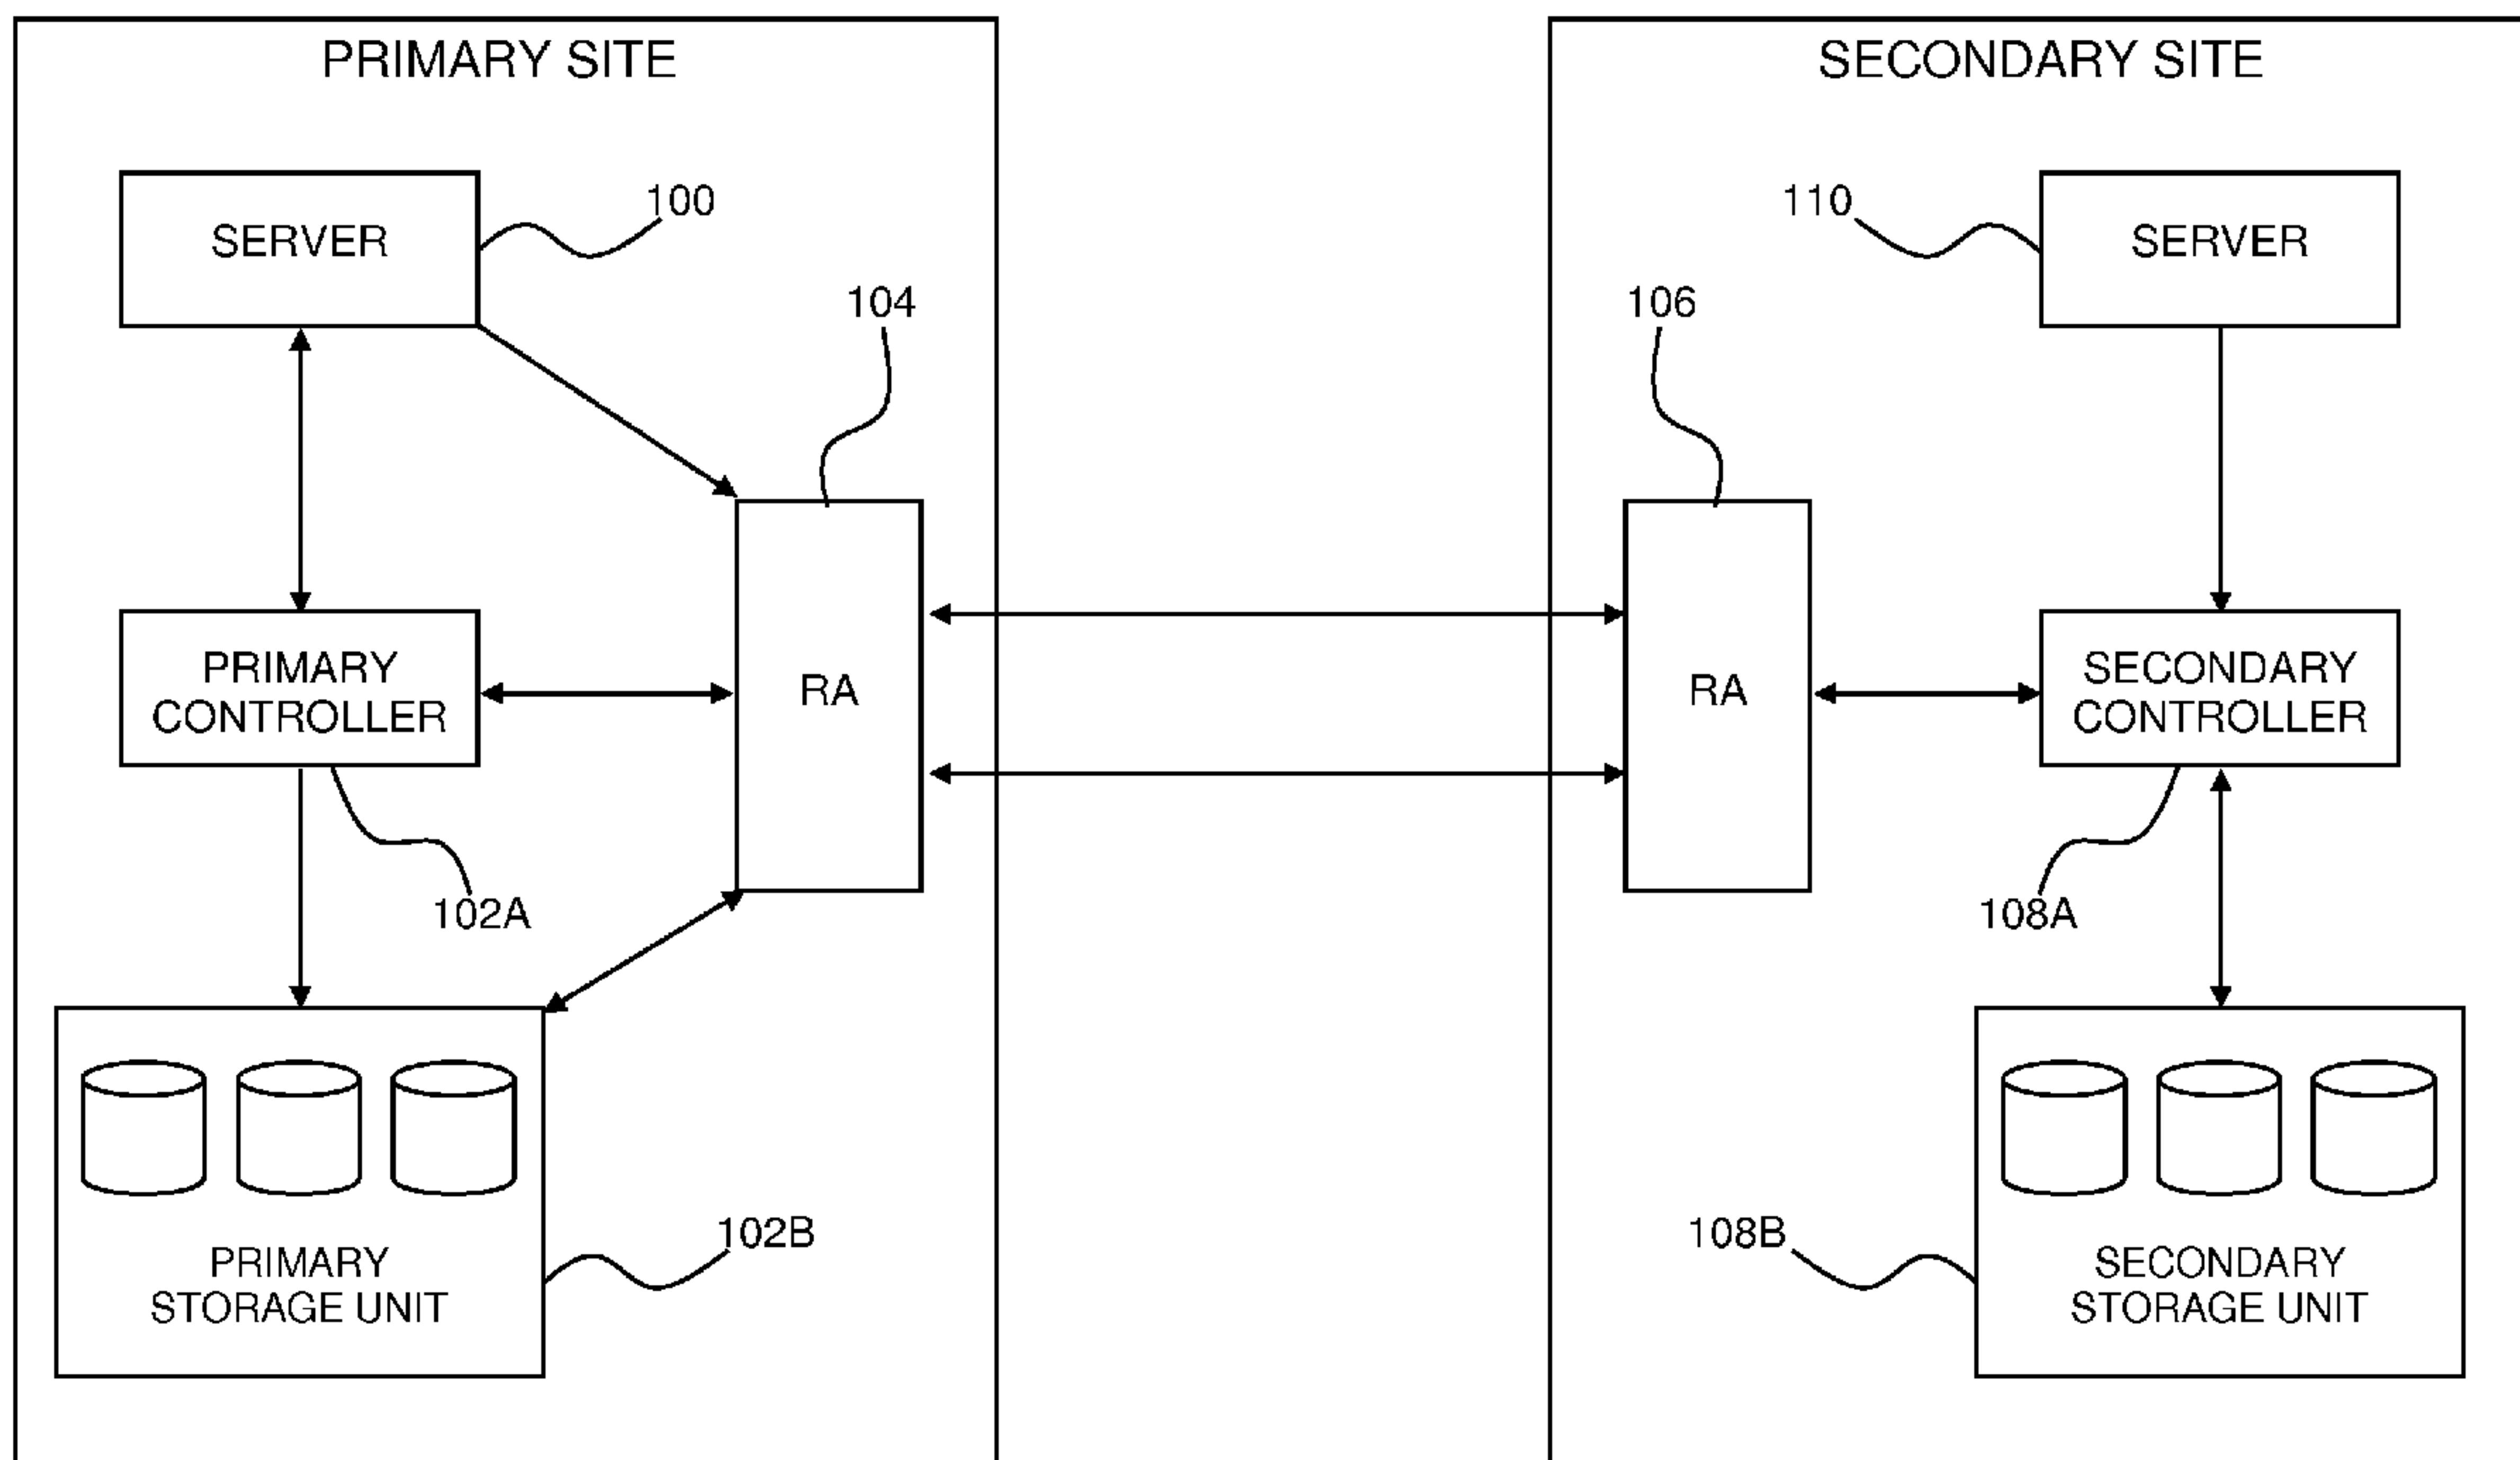 PRIMARY SITE
SERVER
100
104
PRIMARY
CONTROLLER
RA
102A
102B
PRIMARY
STORAGE UNIT
SECONDARY SITE
110
SERVER
106
RA
SECONDARY
CONTROLLER
108A
108B
SECONDARY
STORAGE UNIT